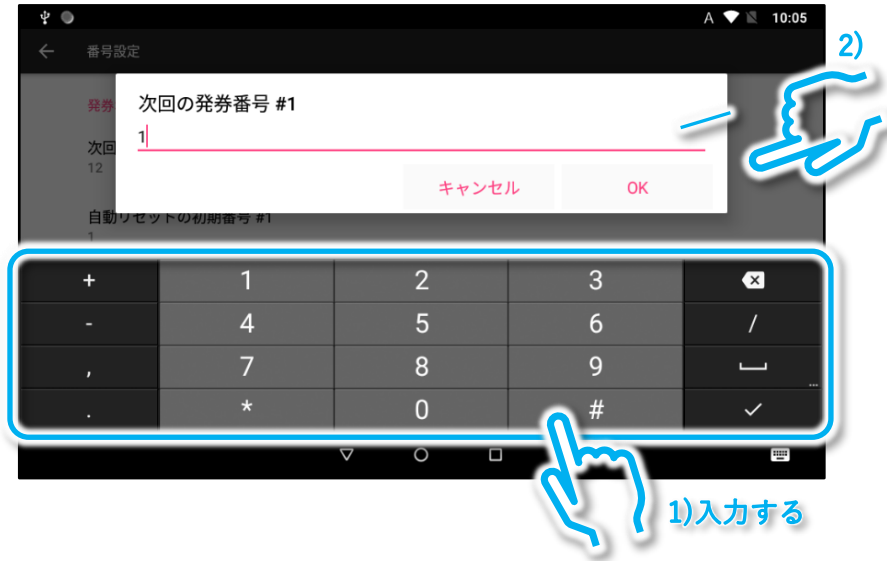 A 10:05
番号設定
2)
発券
次回の発券番号 #1
1
次回
12
キャンセル OK
自動リセットの初期番号 #1
1
+ 1 2 3
- 4 5 6 /
, 7 8 9
. * 0 #
1)入力する